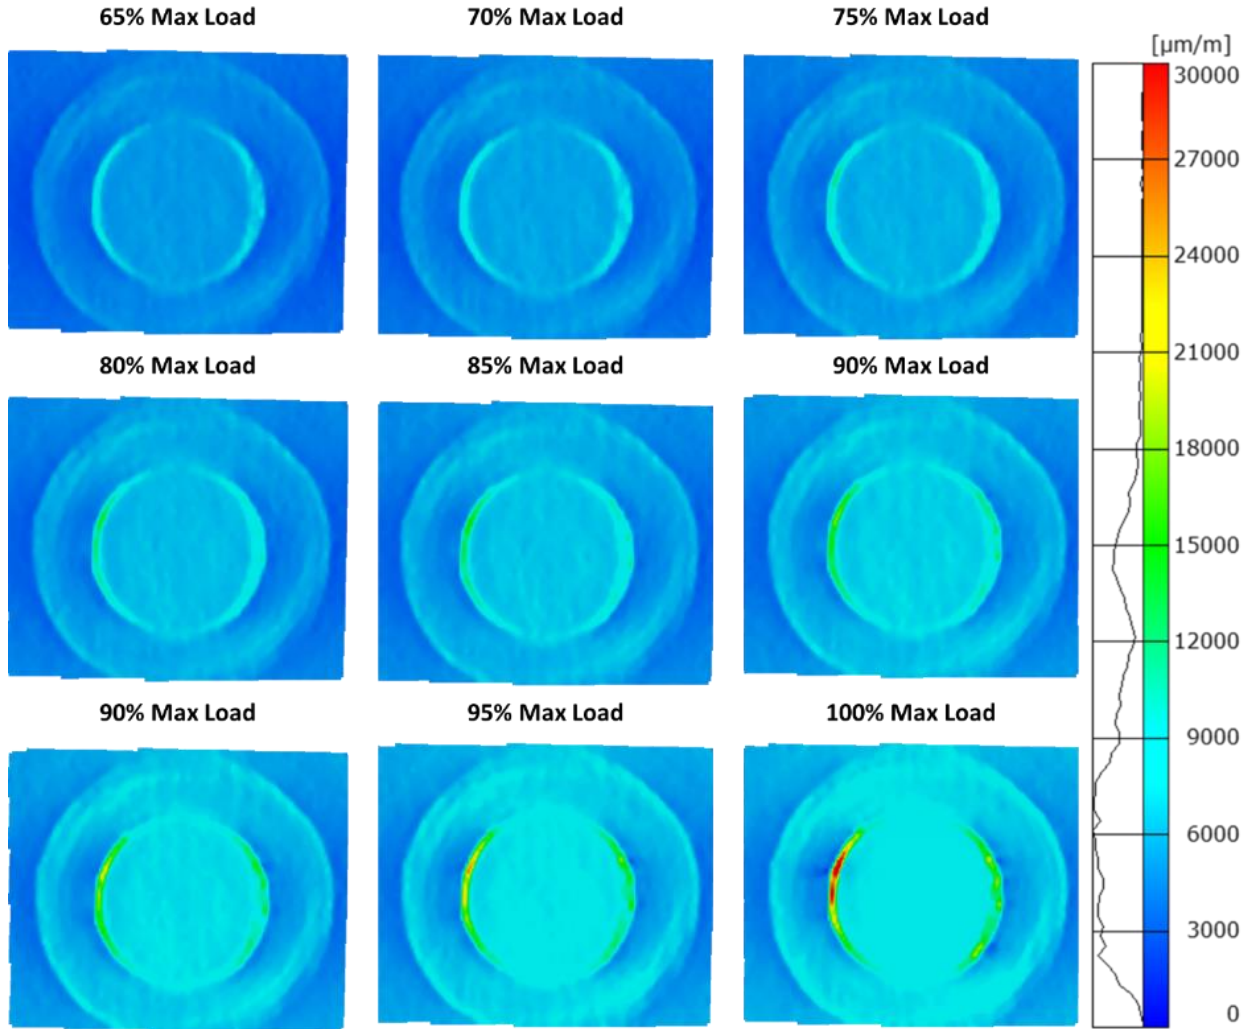 65% Max Load
70% Max Load
75% Max Load
[µm/m]
30000
27000
24000
21000
18000
15000
12000
9000
6000
3000
0
80% Max Load
85% Max Load
90% Max Load
90% Max Load
95% Max Load
100% Max Load